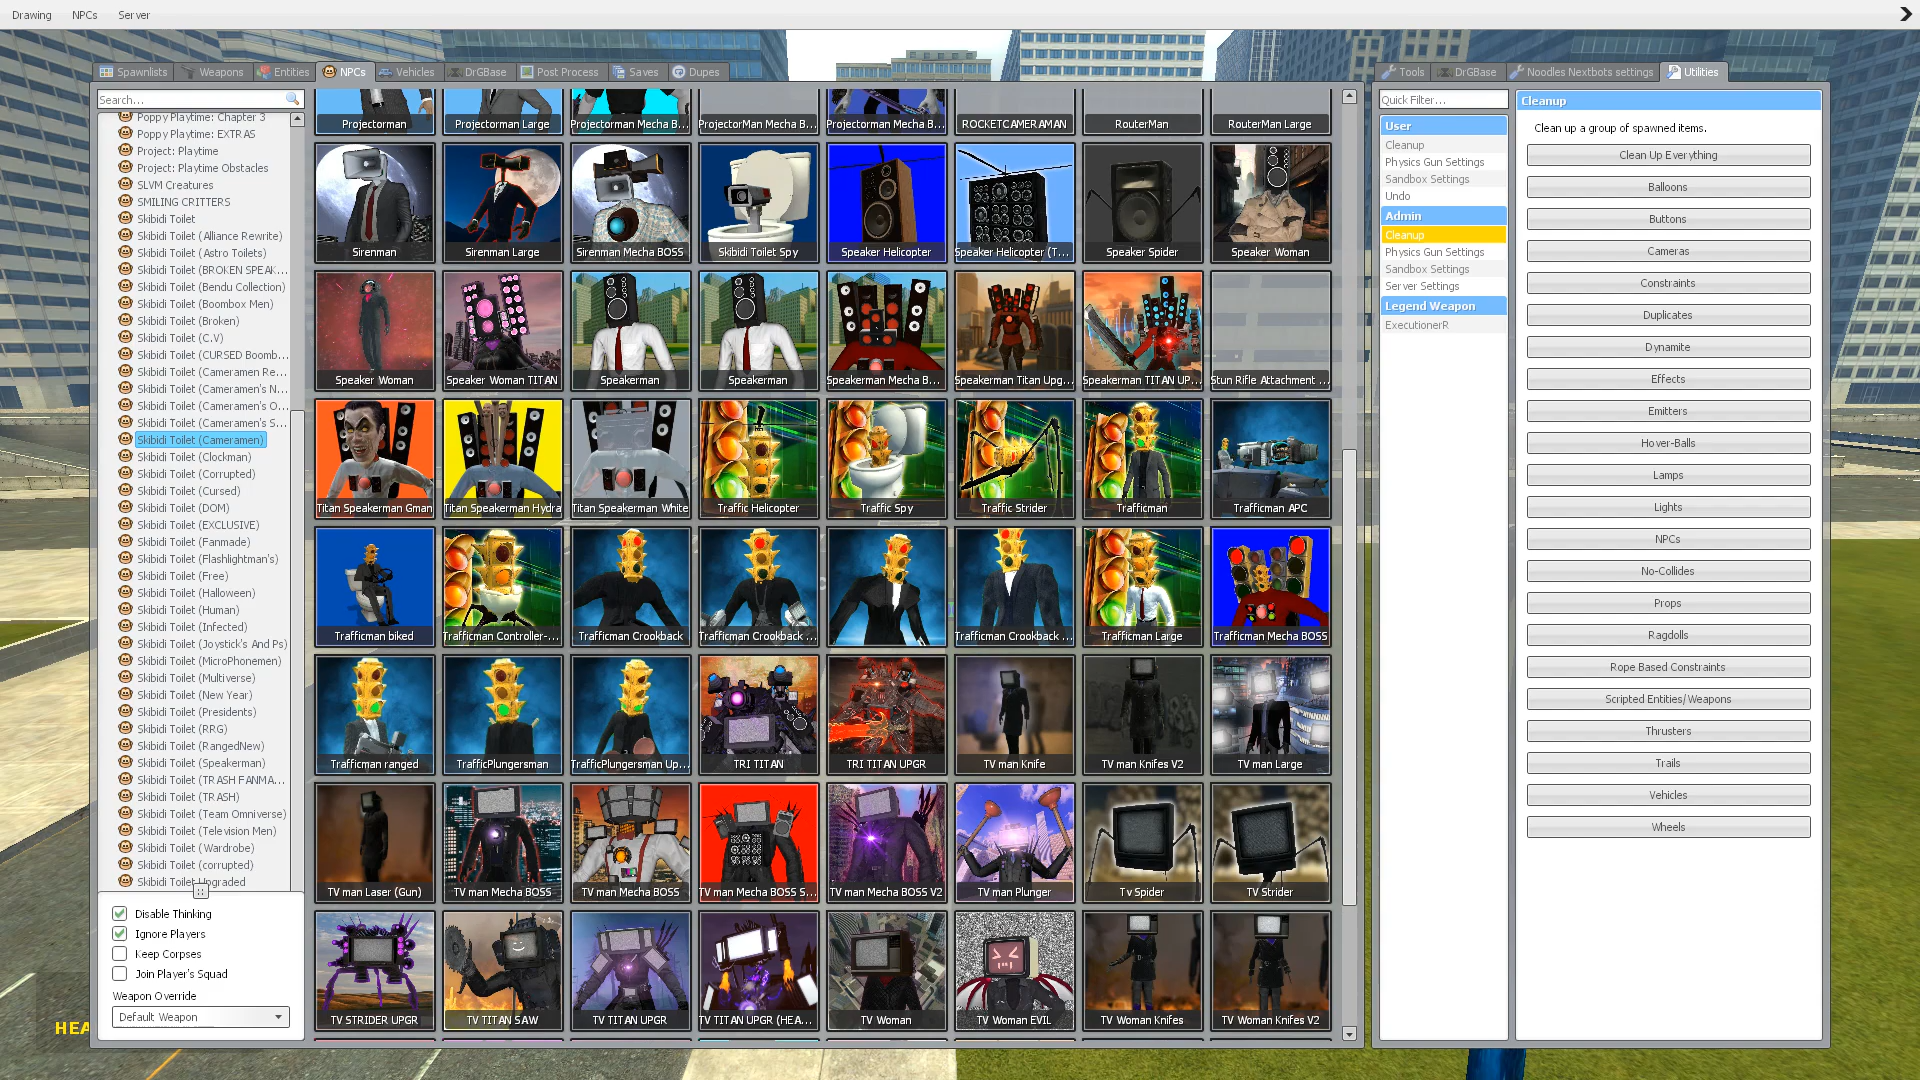 Drawing NPCs Server
Spawnlists Weapons Entities NPCs Vehicles DrGBase Post Process Saves Dupes
Tools DrGBase Noodles Nextbots settings Utilities
Search...
Poppy Playtime: Chapter 3
Poppy Playtime: EXTRAS
Project: Playtime
Project: Playtime Obstacles
SLVM Creatures
SMILING CRITTERS
Skibidi Toilet
Skibidi Toilet (Alliance Rewrite)
Skibidi Toilet (Astro Toilets)
Skibidi Toilet (BROKEN SPEAK...
Skibidi Toilet (Bendu Collection)
Skibidi Toilet (Boombox Men)
Skibidi Toilet (Broken)
Skibidi Toilet (C.V)
Skibidi Toilet (CURSED Boomb...
Skibidi Toilet (Cameramen Re...
Skibidi Toilet (Cameramen's N...
Skibidi Toilet (Cameramen's O...
Skibidi Toilet (Cameramen's S...
Skibidi Toilet (Cameramen)
Skibidi Toilet (Clockman)
Skibidi Toilet (Corrupted)
Skibidi Toilet (Cursed)
Skibidi Toilet (DOM)
Skibidi Toilet (EXCLUSIVE)
Skibidi Toilet (Fanmade)
Skibidi Toilet (Flashlightman's)
Skibidi Toilet (Free)
Skibidi Toilet (Halloween)
Skibidi Toilet (Human)
Skibidi Toilet (Infected)
Skibidi Toilet (Joystick's And Ps)
Skibidi Toilet (MicroPhonemen)
Skibidi Toilet (Multiverse)
Skibidi Toilet (New Year)
Skibidi Toilet (Presidents)
Skibidi Toilet (RRG)
Skibidi Toilet (RangedNew)
Skibidi Toilet (Speakerman)
Skibidi Toilet (TRASH FANMA...
Skibidi Toilet (TRASH)
Skibidi Toilet (Team Omniverse)
Skibidi Toilet (Television Men)
Skibidi Toilet (Wardrobe)
Skibidi Toilet (corrupted)
Skibidi Toilet Upgraded
Disable Thinking
Ignore Players
Keep Corpses
Join Player's Squad
Weapon Override
Default Weapon
HEA
Projectorman Projectorman Large Projectorman Mecha B... ProjectorMan Mecha B... Projectorman Mecha B... ROCKETCAMERAMAN RouterMan RouterMan Large
Sirenman Sirenman Large Sirenman Mecha BOSS Skibidi Toilet Spy Speaker Helicopter Speaker Helicopter (T... Speaker Spider Speaker Woman
Speaker Woman Speaker Woman TITAN Speakerman Speakerman Speakerman Mecha B... Speakerman Titan Upg... Speakerman TITAN UP... Stun Rifle Attachment ...
Titan Speakerman Gman Titan Speakerman Hydra Titan Speakerman White Traffic Helicopter Traffic Spy Traffic Strider Trafficman Trafficman APC
Trafficman biked Trafficman Controller-... Trafficman Crookback Trafficman Crookback ... Trafficman Crookback ... Trafficman Large Trafficman Mecha BOSS
Trafficman ranged TrafficPlungersman TrafficPlungersman Up... TRI TITAN TRI TITAN UPGR TV man Knife TV man Knifes V2 TV man Large
TV man Laser (Gun) TV man Mecha BOSS TV man Mecha BOSS TV man Mecha BOSS S... TV man Mecha BOSS V2 TV man Plunger Tv Spider TV Strider
TV STRIDER UPGR TV TITAN SAW TV TITAN UPGR TV TITAN UPGR (HEA... TV Woman TV Woman EVIL TV Woman Knifes TV Woman Knifes V2
Quick Filter...
User
Cleanup
Physics Gun Settings
Sandbox Settings
Undo
Admin
Cleanup
Physics Gun Settings
Sandbox Settings
Server Settings
Legend Weapon
ExecutionerR
Cleanup
Clean up a group of spawned items.
Clean Up Everything
Balloons
Buttons
Cameras
Constraints
Duplicates
Dynamite
Effects
Emitters
Hover-Balls
Lamps
Lights
NPCs
No-Collides
Props
Ragdolls
Rope Based Constraints
Scripted Entities/Weapons
Thrusters
Trails
Vehicles
Wheels